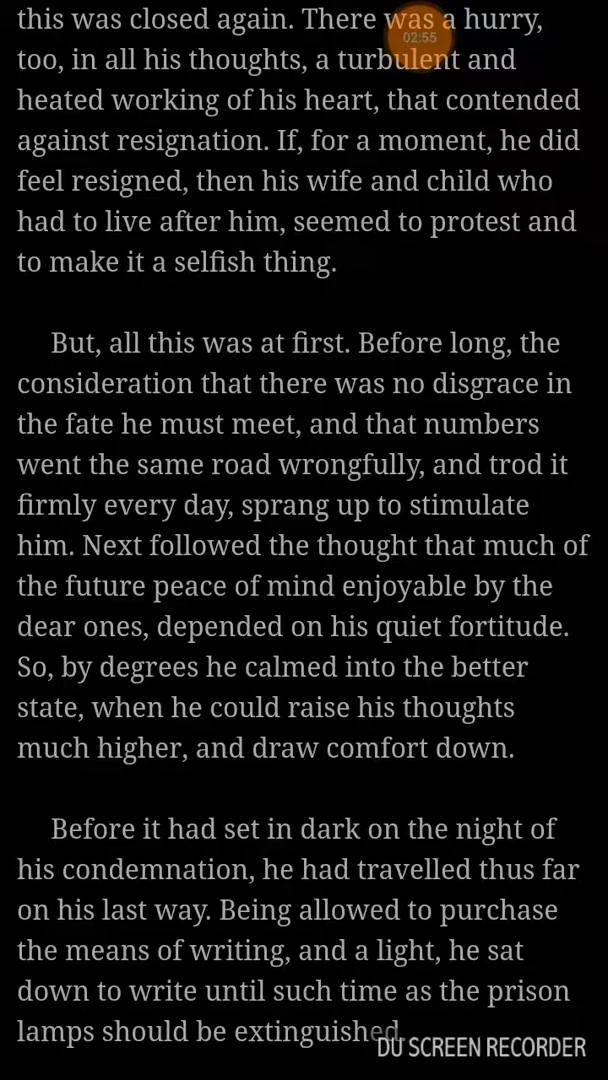 this was closed again. There was a hurry,
02:55
too, in all his thoughts, a turbulent and
heated working of his heart, that contended
against resignation. If, for a moment, he did
feel resigned, then his wife and child who
had to live after him, seemed to protest and
to make it a selfish thing.
But, all this was at first. Before long, the
consideration that there was no disgrace in
the fate he must meet, and that numbers
went the same road wrongfully, and trod it
firmly every day, sprang up to stimulate
him. Next followed the thought that much of
the future peace of mind enjoyable by the
dear ones, depended on his quiet fortitude.
So, by degrees he calmed into the better
state, when he could raise his thoughts
much higher, and draw comfort down.
Before it had set in dark on the night of
his condemnation, he had travelled thus far
on his last way. Being allowed to purchase
the means of writing, and a light, he sat
down to write until such time as the prison
lamps should be extinguished.
DU SCREEN RECORDER